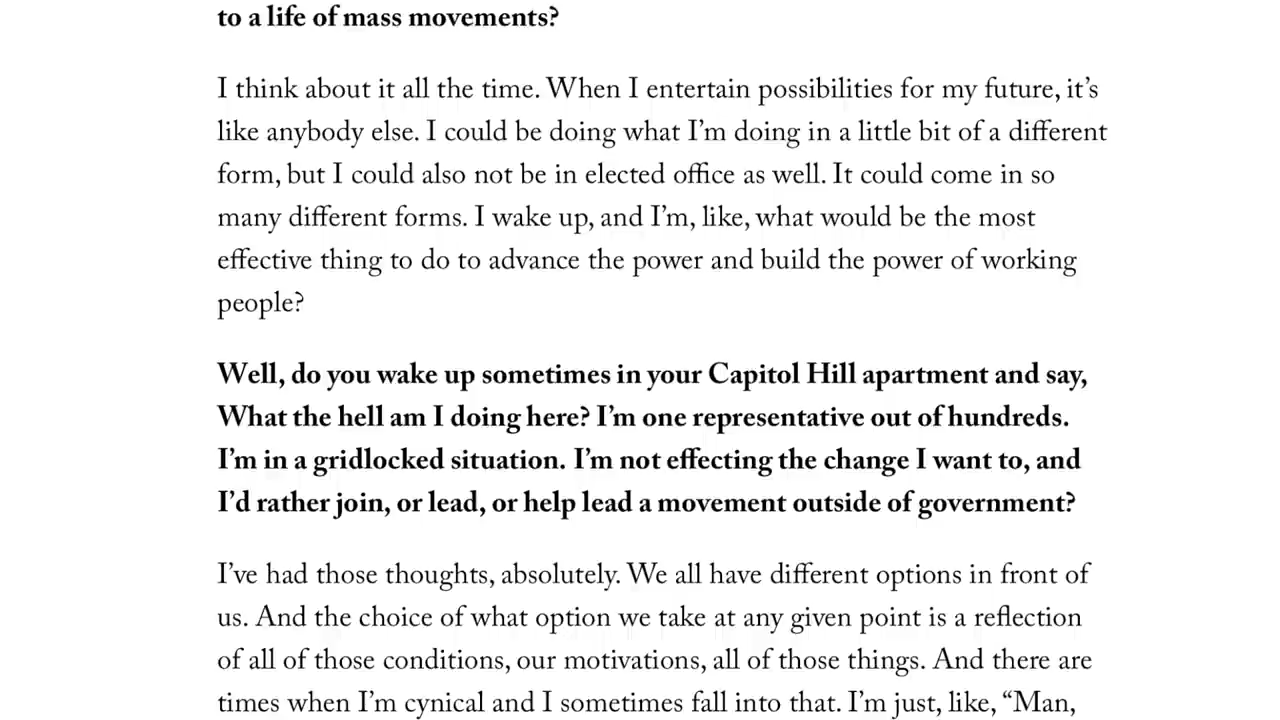 to a life of mass movements?
I think about it all the time. When I entertain possibilities for my future, it’s
like anybody else. I could be doing what I’m doing in a little bit of a different
form, but I could also not be in elected office as well. It could come in so
many different forms. I wake up, and I’m, like, what would be the most
effective thing to do to advance the power and build the power of working
people?
Well, do you wake up sometimes in your Capitol Hill apartment and say,
What the hell am I doing here? I’m one representative out of hundreds.
I’m in a gridlocked situation. I’m not effecting the change I want to, and
I’d rather join, or lead, or help lead a movement outside of government?
I’ve had those thoughts, absolutely. We all have different options in front of
us. And the choice of what option we take at any given point is a reflection
of all of those conditions, our motivations, all of those things. And there are
times when I’m cynical and I sometimes fall into that. I’m just, like, “Man,